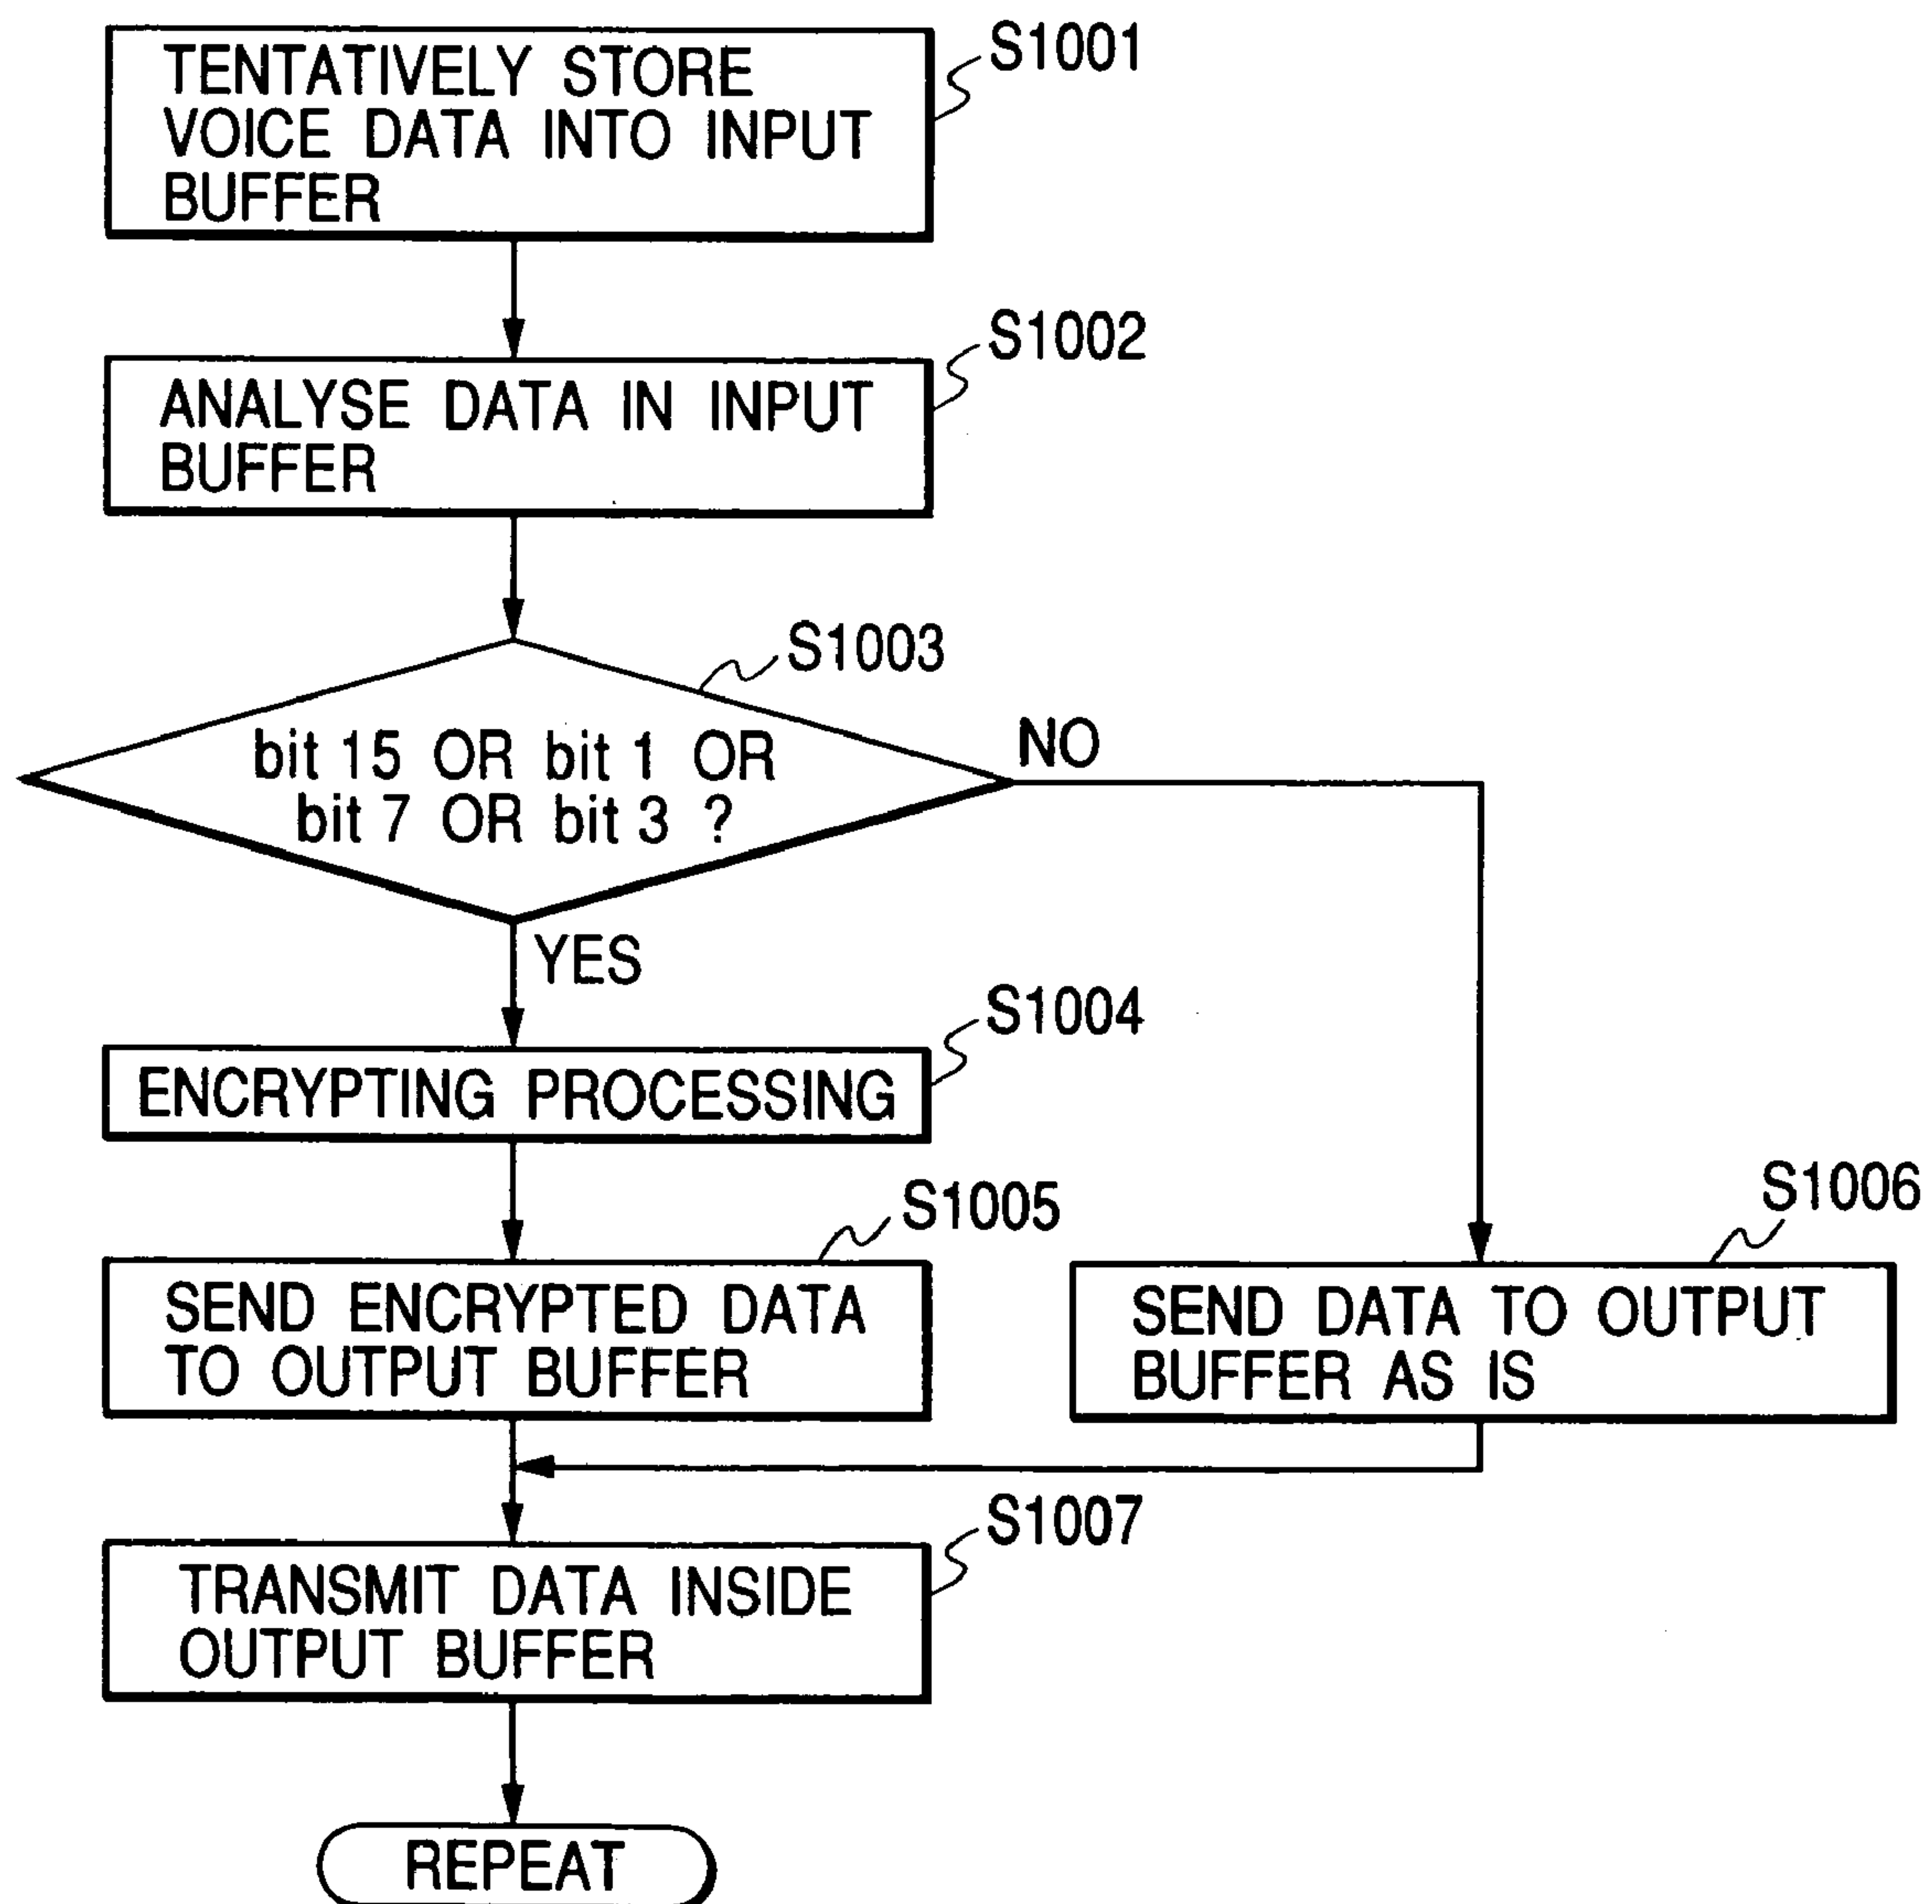 TENTATIVELY STORE
VOICE DATA INTO INPUT
BUFFER
S1001
ANALYSE DATA IN INPUT
BUFFER
S1002
S1003
bit 15 OR bit 1 OR
bit 7 OR bit 3 ?
NO
YES
S1004
ENCRYPTING PROCESSING
S1005
SEND ENCRYPTED DATA
TO OUTPUT BUFFER
S1006
SEND DATA TO OUTPUT
BUFFER AS IS
S1007
TRANSMIT DATA INSIDE
OUTPUT BUFFER
REPEAT